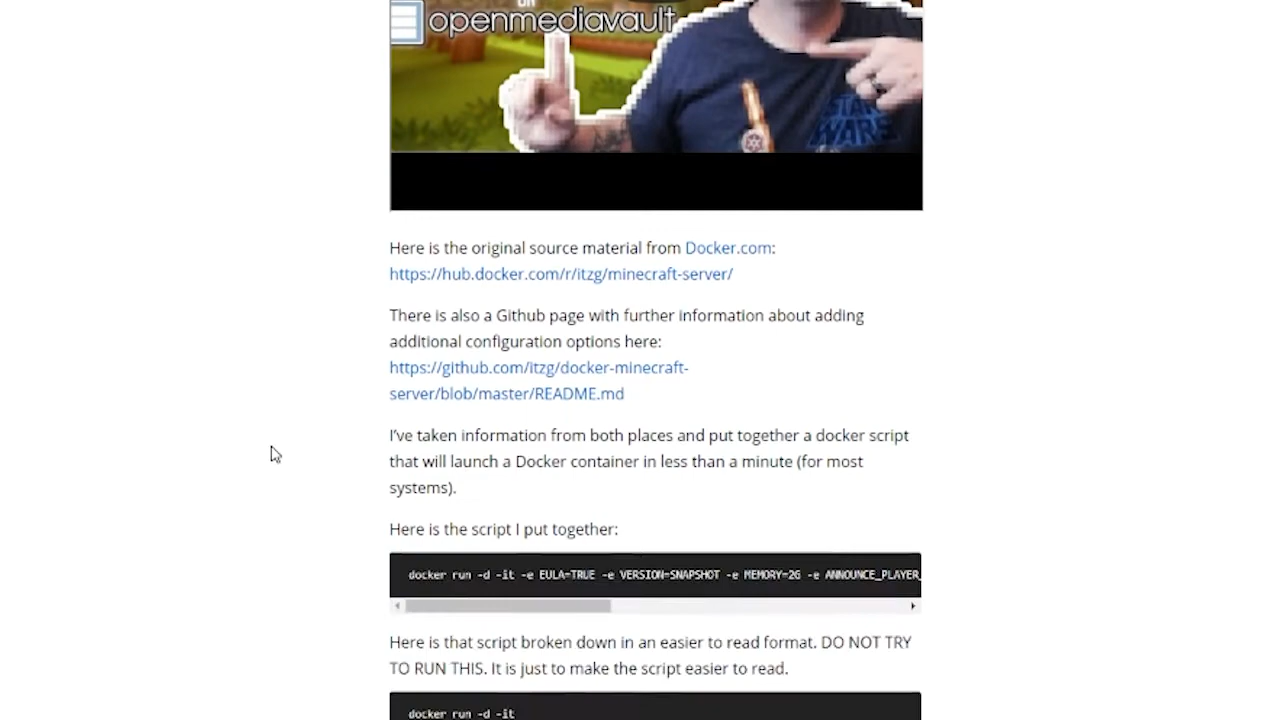 on
openmediavault
STAR
WARS
Here is the original source material from Docker.com:
https://hub.docker.com/r/itzg/minecraft-server/
There is also a Github page with further information about adding
additional configuration options here:
https://github.com/itzg/docker-minecraft-
server/blob/master/README.md
I've taken information from both places and put together a docker script
that will launch a Docker container in less than a minute (for most
systems).
Here is the script I put together:
docker run -d -it -e EULA=TRUE -e VERSION=SNAPSHOT -e MEMORY=2G -e ANNOUNCE_PLAYER_
Here is that script broken down in an easier to read format. DO NOT TRY
TO RUN THIS. It is just to make the script easier to read.
docker run -d -it